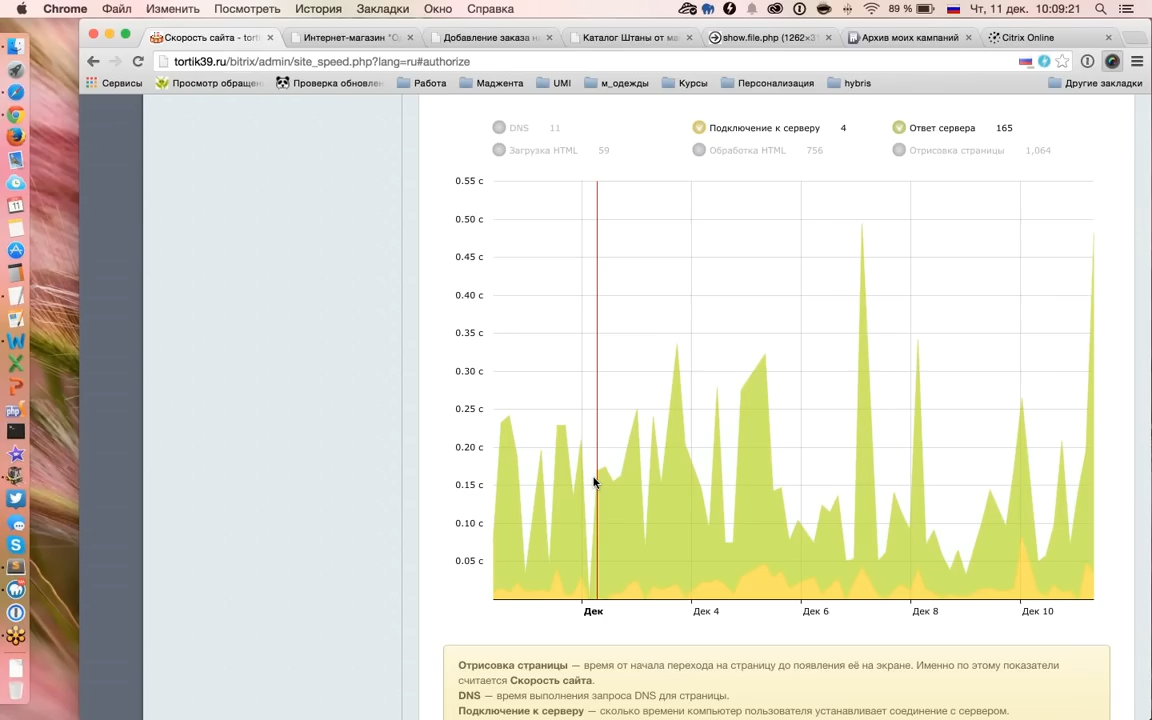 Chrome Файл Изменить Посмотреть История Закладки Окно Справка 89 % Чт, 11 дек. 10:09:21
Скорость сайта - torti
Интернет-магазин "О
Добавление заказа на
Каталог Штаны от ма
show.file.php (1262×31
Архив моих кампаний
Citrix Online
tortik39.ru/bitrix/admin/site_speed.php?lang=ru#authorize
Сервисы Просмотр обращен Проверка обновлен Работа Маджента UMI м_одежды Курсы Персонализация hybris Другие закладки
DNS 11 Подключение к серверу 4 Ответ сервера 165
Загрузка HTML 59 Обработка HTML 756 Отрисовка страницы 1,064
0.55 с
0.50 с
0.45 с
0.40 с
0.35 с
0.30 с
0.25 с
0.20 с
0.15 с
0.10 с
0.05 с
Дек Дек 4 Дек 6 Дек 8 Дек 10
Отрисовка страницы — время от начала перехода на страницу до появления её на экране. Именно по этому показатели
считается Скорость сайта.
DNS — время выполнения запроса DNS для страницы.
Подключение к серверу — сколько времени компьютер пользователя устанавливает соединение с сервером.